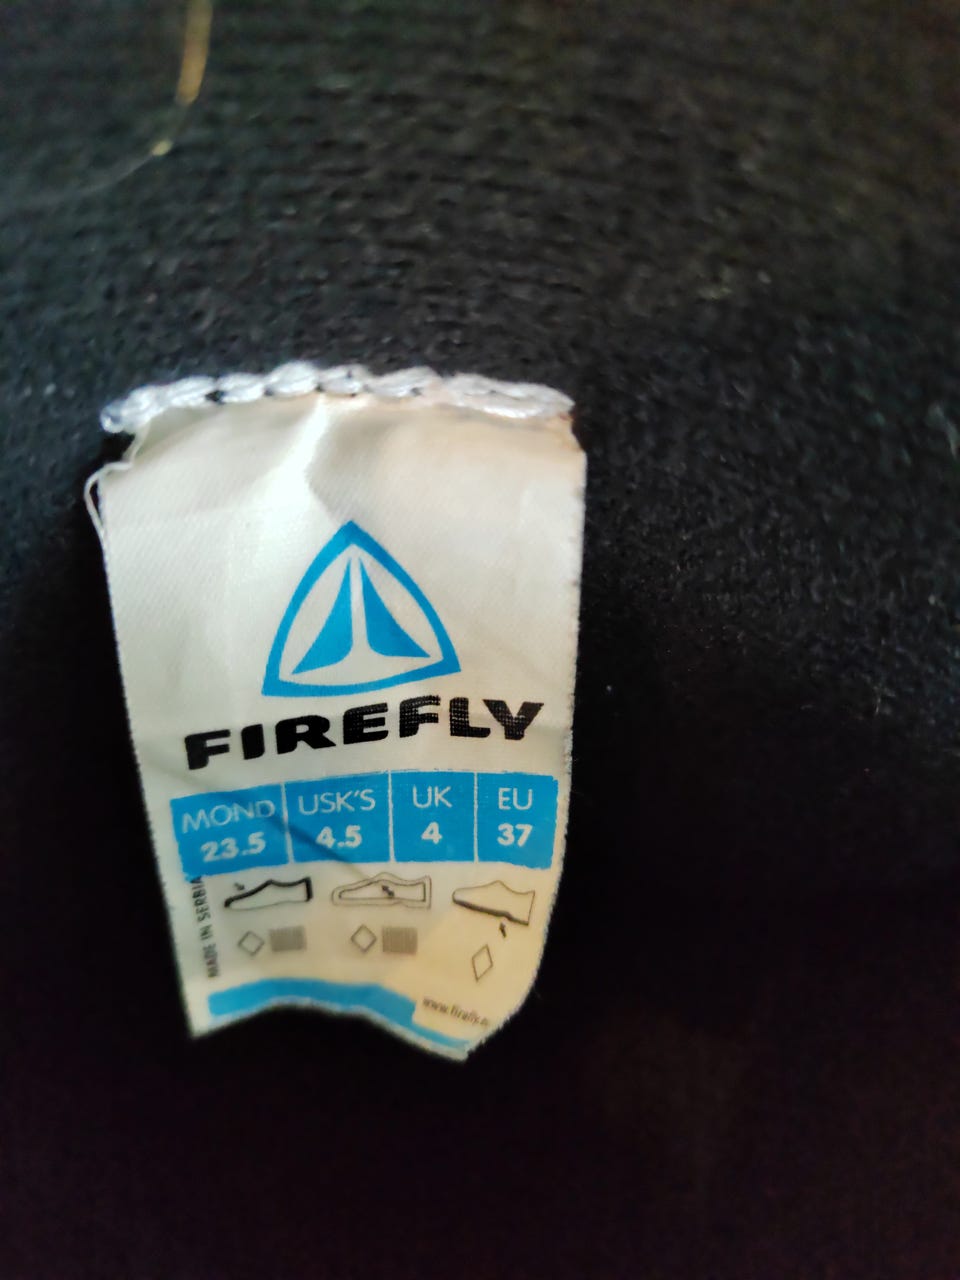 FIREFLY
MOND USK'S UK EU
23.5 4.5 4 37
MADE IN SERBIA